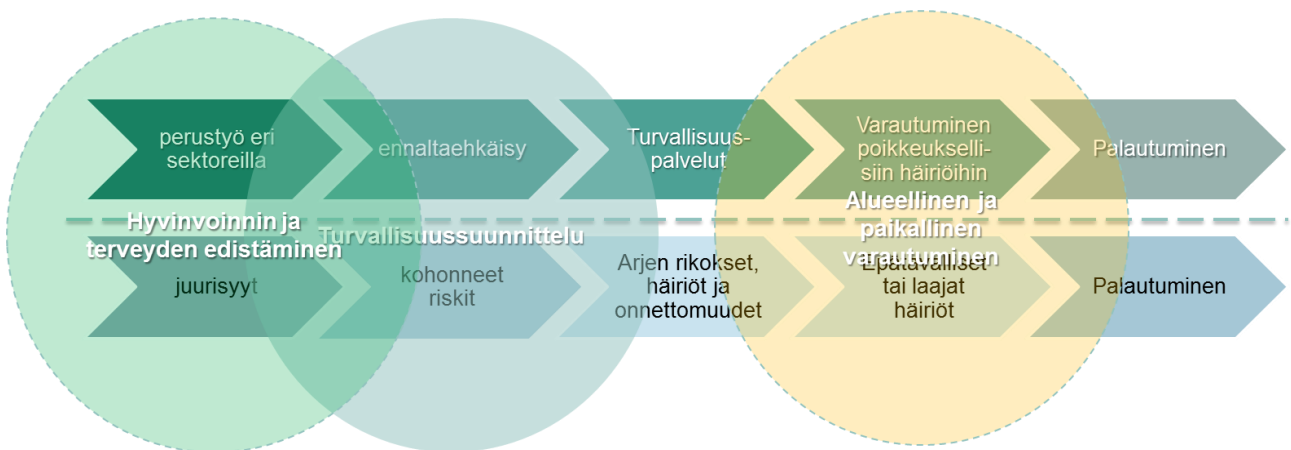 perustyö eri
sektoreilla
ennaltaehkäisy
Turvallisuus-
palvelut
Varautuminen
poikkeukselli-
siin häiriöihin
Palautuminen
Hyvinvoinnin ja
terveyden edistäminen
Turvallisuussuunnittelu
Alueellinen ja
paikallinen
varautuminen
juurisyyt
kohonneet
riskit
Arjen rikokset,
häiriöt ja
onnettomuudet
Epätavalliset
tai laajat
häiriöt
Palautuminen